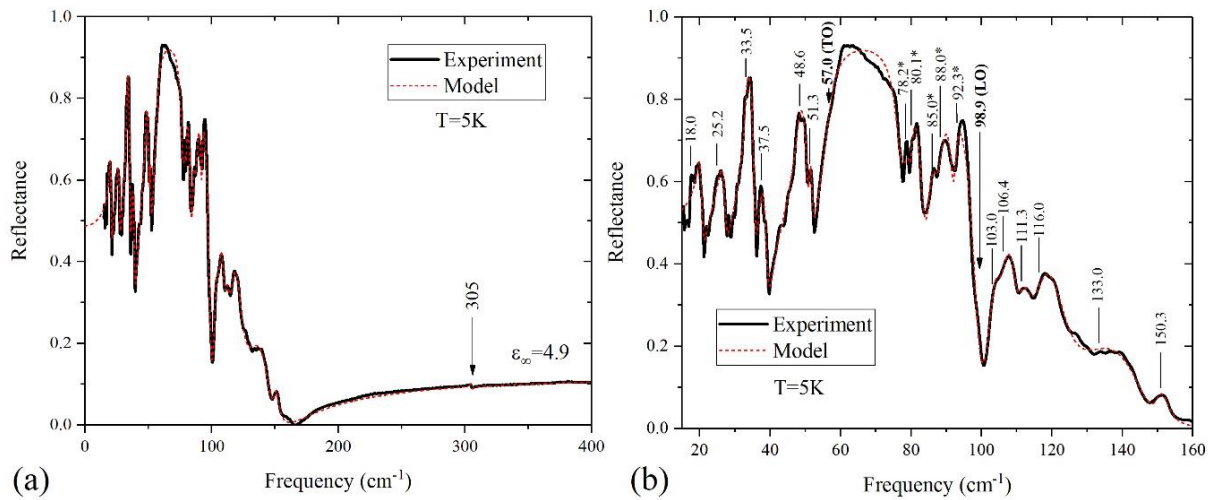 1.0
0.8
0.6
0.4
0.2
0.0
Reflectance
Experiment
Model
T=5K
305
ε∞=4.9
0
100
200
300
400
Frequency (cm-1)
(a)
1.0
0.8
0.6
0.4
0.2
0.0
Reflectance
18.0
25.2
33.5
37.5
48.6
51.3
57.0 (TO)
78.2*
80.1*
85.0*
88.0*
92.3*
98.9 (LO)
103.0
106.4
111.3
116.0
133.0
150.3
Experiment
Model
T=5K
20
40
60
80
100
120
140
160
Frequency (cm-1)
(b)